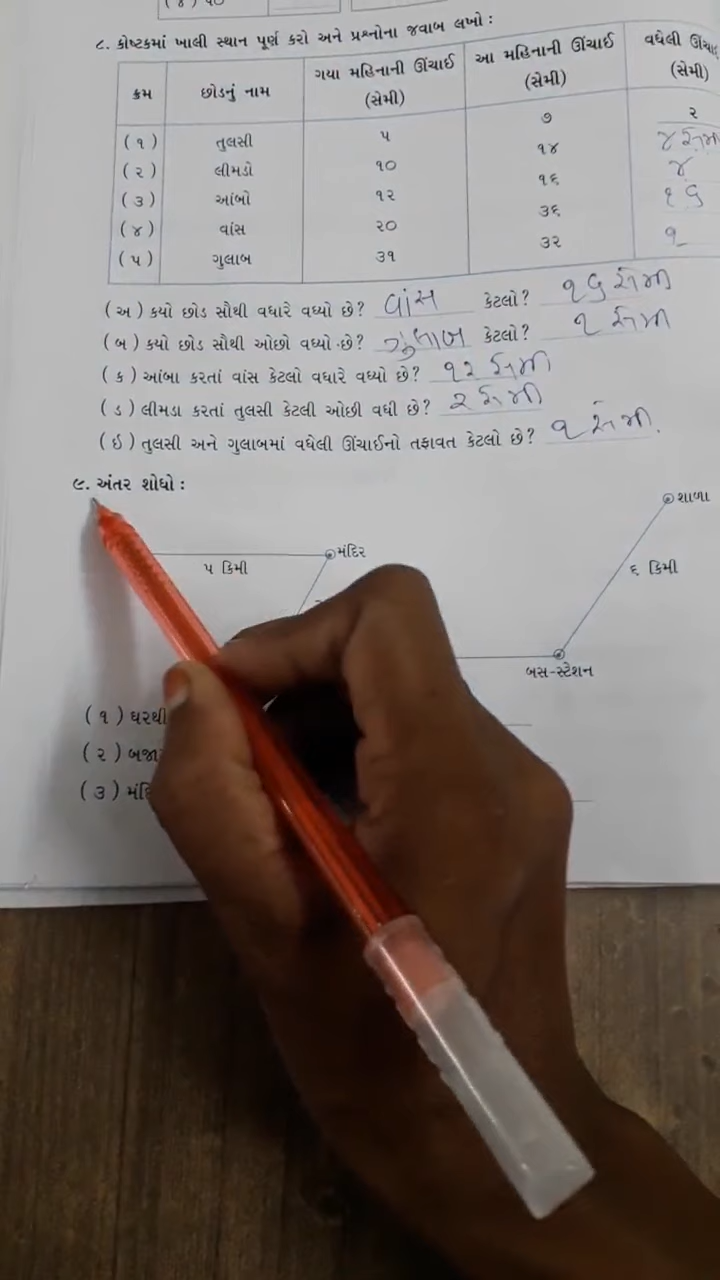 ૮. કોષ્ટકમાં ખાલી સ્થાન પૂર્ણ કરો અને પ્રશ્નોના જવાબ લખો :
ક્રમ છોડનું નામ ગયા મહિનાની ઊંચાઈ (સેમી) આ મહિનાની ઊંચાઈ (સેમી) વધેલી (સેમી)
(૧) તુલસી ૫ ૭ ૨
(૨) લીમડો ૧૦ ૧૪ ૪ સેમી
(૩) આંબો ૧૨ ૧૬ ૪
(૪) વાંસ ૨૦ ૩૬ ૧૬
(૫) ગુલાબ ૩૧ ૩૨ ૧
(અ) કયો છોડ સૌથી વધારે વધ્યો છે? વાંસ કેટલો? ૧૬ સેમી
(બ) કયો છોડ સૌથી ઓછો વધ્યો છે? ગુલાબ કેટલો? ૧ સેમી
(ક) આંબા કરતાં વાંસ કેટલો વધારે વધ્યો છે? ૧૨ સેમી
(ડ) લીમડા કરતાં તુલસી કેટલી ઓછી વધી છે? ૨ સેમી
(ઇ) તુલસી અને ગુલાબમાં વધેલી ઊંચાઈનો તફાવત કેટલો છે? ૧ સેમી.
૯. અંતર શોધો :
શાળા
૫ કિમી મંદિર ૬ કિમી
બસ-સ્ટેશન
(૧) ઘરથી
(૨)
(૩)